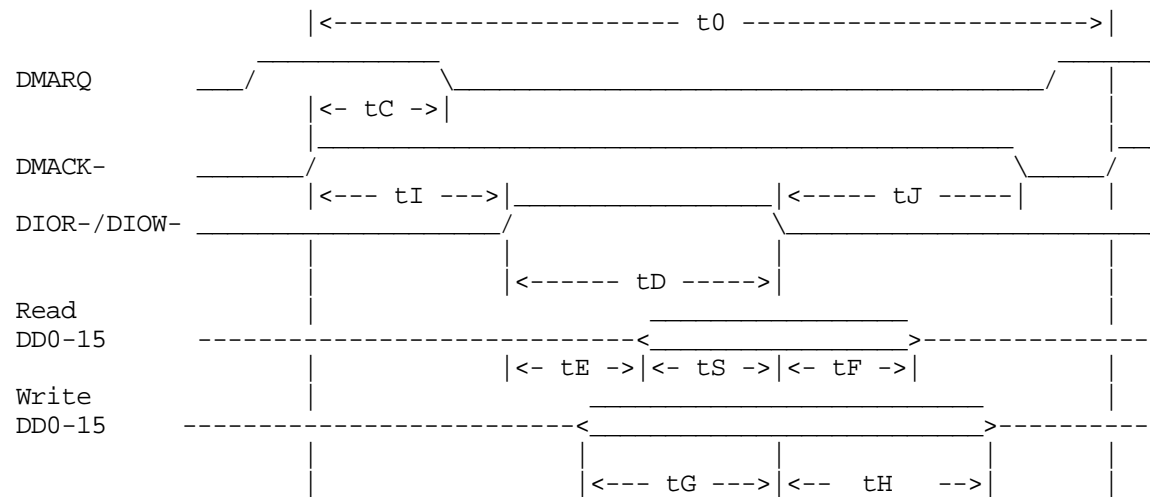 |<------------------------ t0 ----------------------->|
DMARQ
|<- tC ->|
DMACK-
|<--- tI --->| |<----- tJ -----|
DIOR-/DIOW-
|<------ tD ----->|
Read
DD0-15
|<- tE ->|<- tS ->|<- tF ->|
Write
DD0-15
|<--- tG --->|<-- tH -->|